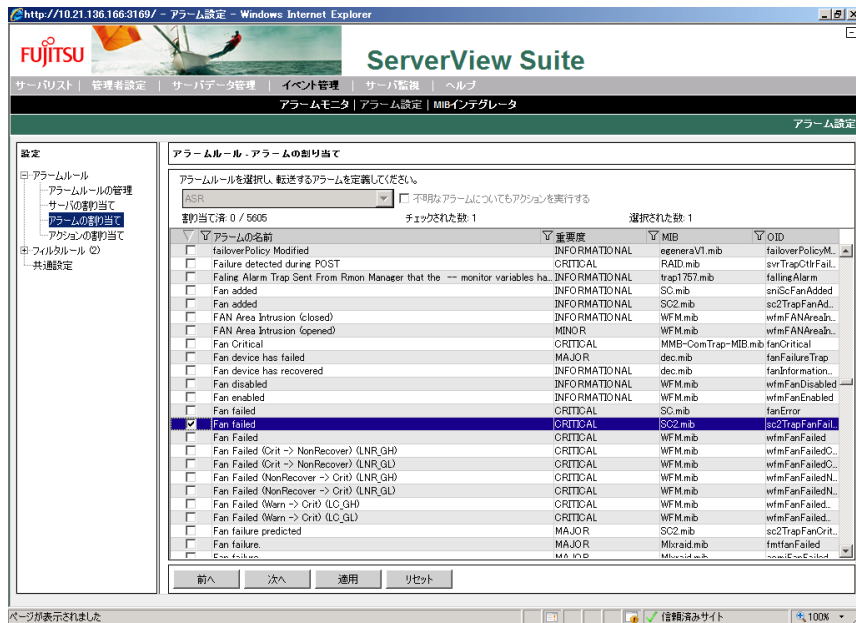 http://10.21.136.166:3169/ - アラーム設定 - Windows Internet Explorer
FUJITSU
ServerView Suite
サーバリスト | 管理者設定 | サーバデータ管理 | イベント管理 | サーバ監視 | ヘルプ
アラームモニタ | アラーム設定 | MIBインテグレータ
アラーム設定
設定
アラームルール
アラームルールの管理
サーバの割り当て
アラームの割り当て
アクションの割り当て
フィルタルール (2)
共通設定
アラームルール - アラームの割り当て
アラームルールを選択し、転送するアラームを定義してください。
ASR 不明なアラームについてもアクションを実行する
割り当て済: 0 / 5605 チェックされた数: 1 選択された数: 1
アラームの名前 重要度 MIB OID
failoverPolicy Modified INFORMATIONAL egeneraV1.mib failoverPolicyM..
Failure detected during POST CRITICAL RAID.mib svrTrapCtlrFail..
Faling Alarm Trap Sent From Rmon Manager that the -- monitor variables ha.. INFORMATIONAL trap1757.mib fallingAlarm
Fan added INFORMATIONAL SC.mib sniScFanAdded
Fan added INFORMATIONAL SC2.mib sc2TrapFanAd..
FAN Area Intrusion (closed) INFORMATIONAL WFM.mib wfmFANAreaIn..
FAN Area Intrusion (opened) MINOR WFM.mib wfmFANAreaIn..
Fan Critical CRITICAL MMB-ComTrap-MIB.mib fanCritical
Fan device has failed MAJOR dec.mib fanFailureTrap
Fan device has recovered INFORMATIONAL dec.mib fanInformation..
Fan disabled INFORMATIONAL WFM.mib wfmFanDisabled
Fan enabled INFORMATIONAL WFM.mib wfmFanEnabled
Fan failed CRITICAL SC.mib fanError
Fan failed CRITICAL SC2.mib sc2TrapFanFail..
Fan Failed CRITICAL WFM.mib wfmFanFailed
Fan Failed (Crit -> NonRecover) (LNR_GH) CRITICAL WFM.mib wfmFanFailedC..
Fan Failed (Crit -> NonRecover) (LNR_GL) CRITICAL WFM.mib wfmFanFailedC..
Fan Failed (NonRecover -> Crit) (LNR_GH) CRITICAL WFM.mib wfmFanFailedN..
Fan Failed (NonRecover -> Crit) (LNR_GL) CRITICAL WFM.mib wfmFanFailedN..
Fan Failed (Warn -> Crit) (LC_GH) CRITICAL WFM.mib wfmFanFailed..
Fan Failed (Warn -> Crit) (LC_GL) CRITICAL WFM.mib wfmFanFailed..
Fan failure predicted MAJOR SC2.mib sc2TrapFanCrit..
Fan failure. MAJOR Mlxraid.mib fmtfanFailed
前へ 次へ 適用 リセット
ページが表示されました 信頼済みサイト 100%